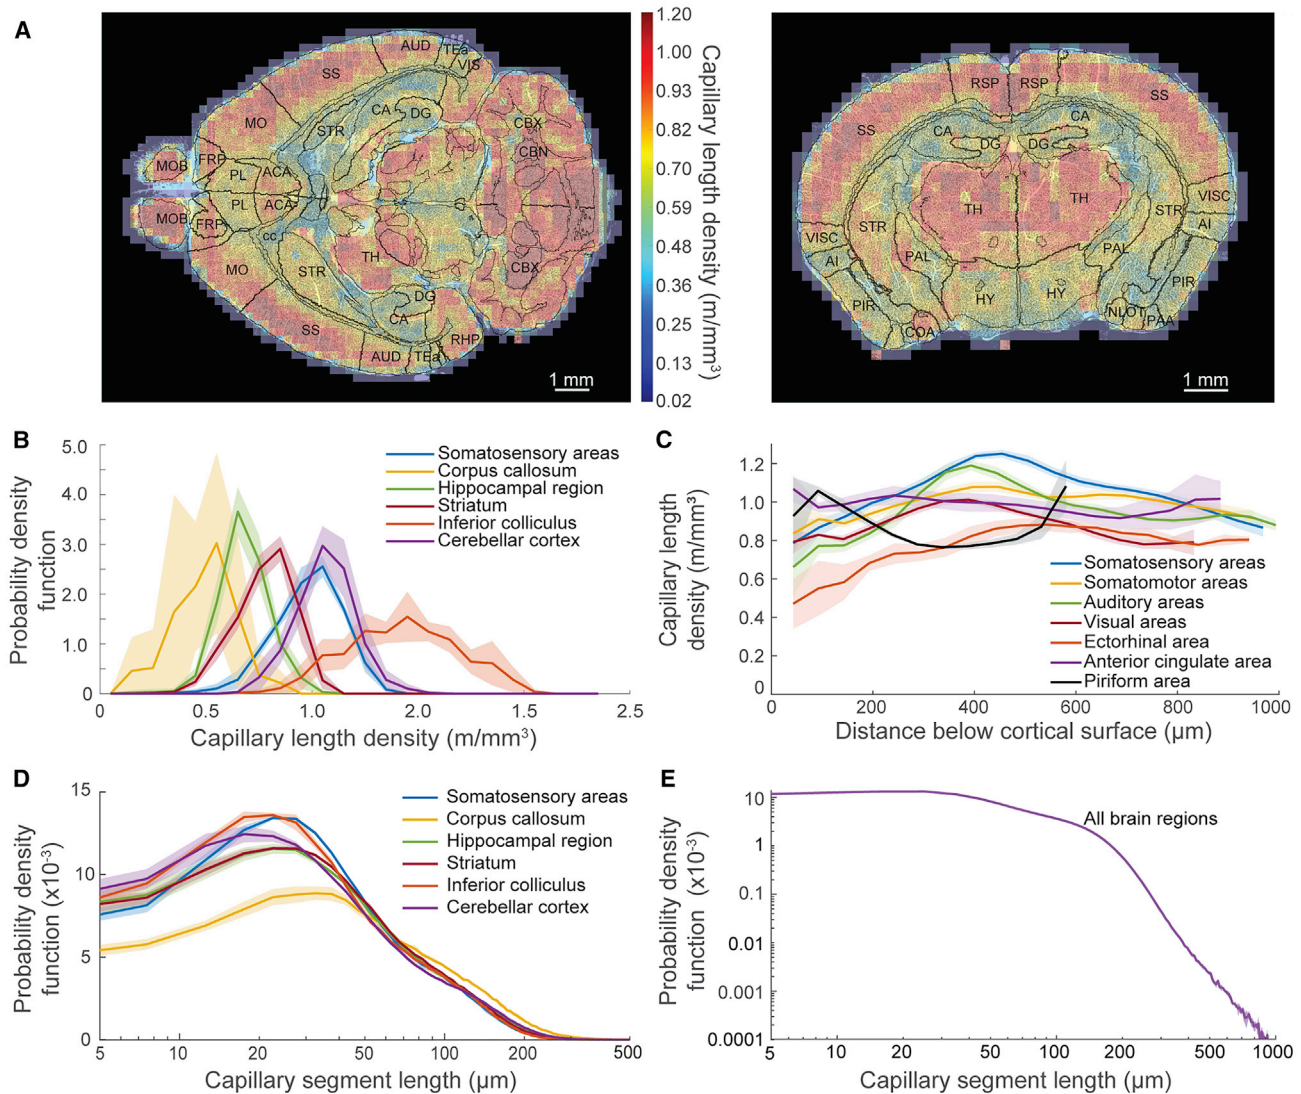 A
MOB
MOB
FRP
FRP
PL
PL
ACA
ACA
MO
MO
SS
SS
AUD
AUD
TEa
TEa
VIS
CA
CA
DG
DG
STR
STR
cc
TH
RHP
CBX
CBN
CBX
1 mm
1.20
1.00
0.93
0.82
0.70
0.59
0.48
0.36
0.25
0.13
0.02
Capillary length density (m/mm³)
RSP
RSP
SS
SS
CA
CA
DG
DG
TH
TH
STR
STR
VISC
VISC
AI
AI
PAL
PAL
PIR
PIR
HY
HY
COA
NLOT
PAA
1 mm
B
Probability density
function
5.0
4.0
3.0
2.0
1.0
0
0
0.5
1.0
2.0
1.5
2.5
Capillary length density (m/mm³)
Somatosensory areas
Corpus callosum
Hippocampal region
Striatum
Inferior colliculus
Cerebellar cortex
C
Capillary length
density (m/mm³)
1.2
1.0
0.8
0.6
0.4
0.2
0
0
200
400
600
800
1000
Distance below cortical surface (µm)
Somatosensory areas
Somatomotor areas
Auditory areas
Visual areas
Ectorhinal area
Anterior cingulate area
Piriform area
D
Probability density
function (x10⁻³)
15
10
5
0
5
10
20
50
100
200
500
Capillary segment length (µm)
Somatosensory areas
Corpus callosum
Hippocampal region
Striatum
Inferior colliculus
Cerebellar cortex
E
Probability density
function (x10⁻³)
10
1
0.1
0.01
0.001
0.0001
5
10
20
50
100
200
500
1000
Capillary segment length (µm)
All brain regions